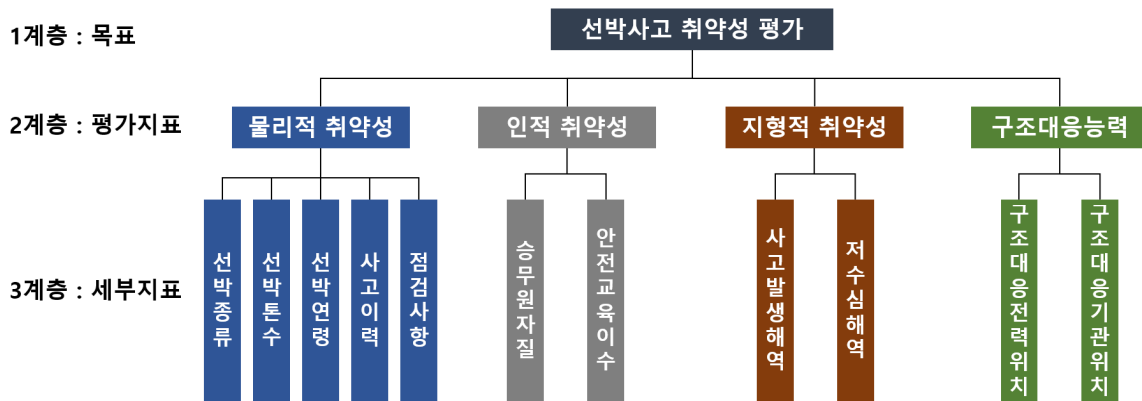 1계층 : 목표
선박사고 취약성 평가
2계층 : 평가지표
물리적 취약성
인적 취약성
지형적 취약성
구조대응능력
3계층 : 세부지표
선박종류
선박톤수
선박연령
사고이력
점검사항
승무원자질
안전교육이수
사고발생해역
저수심해역
구조대응전력위치
구조대응기관위치